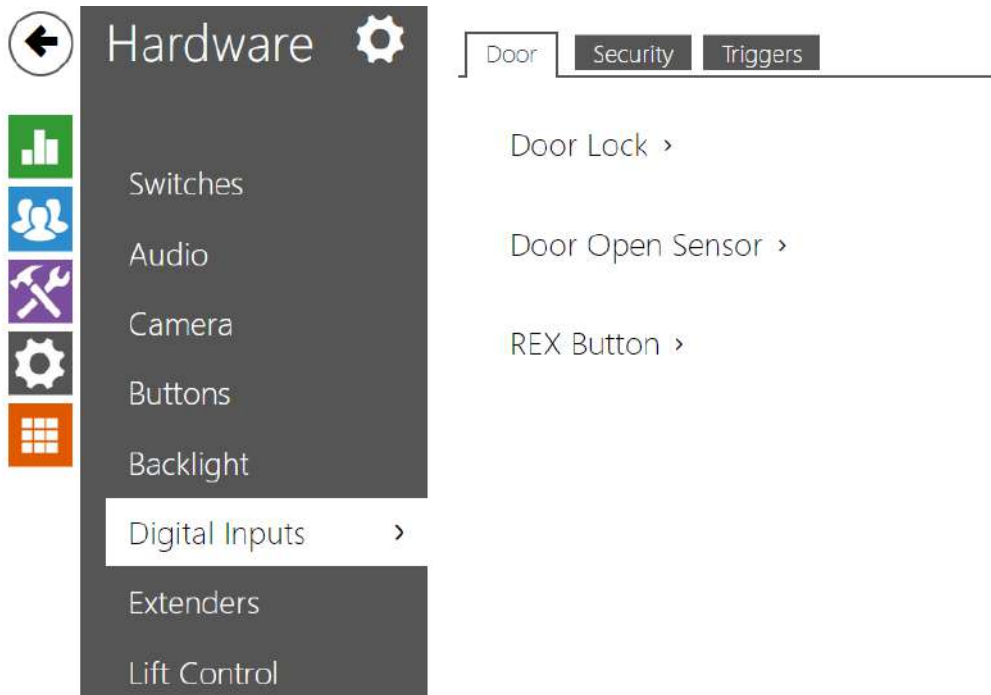 Hardware
Door
Security
Triggers
Switches
Audio
Camera
Buttons
Backlight
Digital Inputs ›
Extenders
Lift Control
Door Lock ›
Door Open Sensor ›
REX Button ›